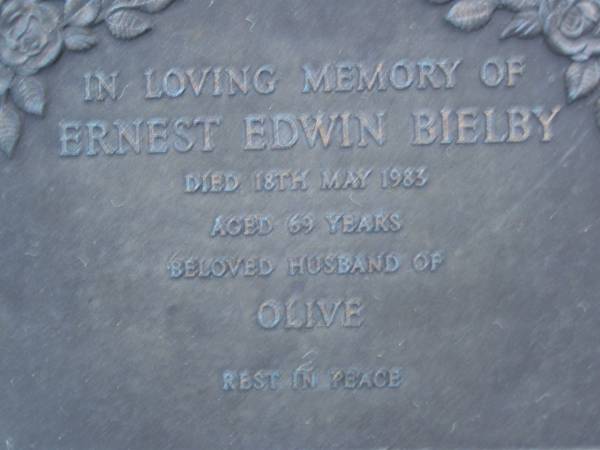 IN LOVING MEMORY OF
ERNEST EDWIN BIELBY
DIED 18TH MAY 1983
AGED 69 YEARS
BELOVED HUSBAND OF
OLIVE
REST IN PEACE